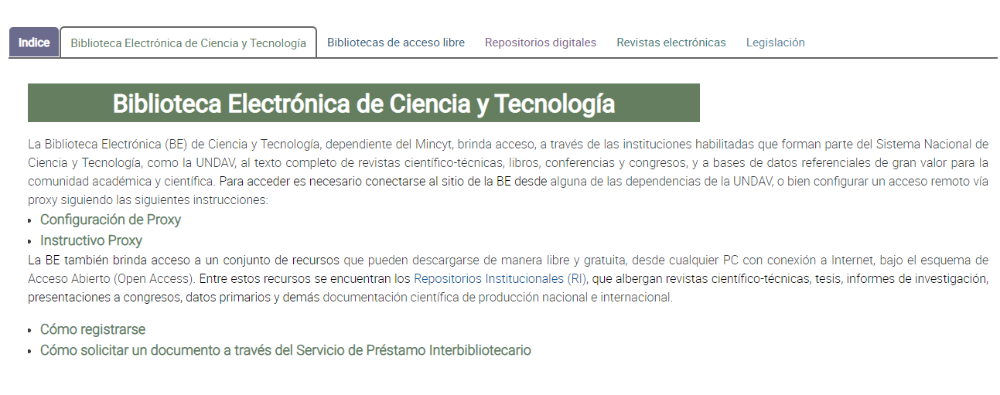 Indice
Biblioteca Electrónica de Ciencia y Tecnología
Bibliotecas de acceso libre
Repositorios digitales
Revistas electrónicas
Legislación
Biblioteca Electrónica de Ciencia y Tecnología
La Biblioteca Electrónica (BE) de Ciencia y Tecnología, dependiente del Mincyt, brinda acceso, a través de las instituciones habilitadas que forman parte del Sistema Nacional de
Ciencia y Tecnología, como la UNDAV, al texto completo de revistas científico-técnicas, libros, conferencias y congresos, y a bases de datos referenciales de gran valor para la
comunidad académica y científica. Para acceder es necesario conectarse al sitio de la BE desde alguna de las dependencias de la UNDAV, o bien configurar un acceso remoto vía
proxy siguiendo las siguientes instrucciones:
• Configuración de Proxy
• Instructivo Proxy
La BE también brinda acceso a un conjunto de recursos que pueden descargarse de manera libre y gratuita, desde cualquier PC con conexión a Internet, bajo el esquema de
Acceso Abierto (Open Access). Entre estos recursos se encuentran los Repositorios Institucionales (RI), que albergan revistas científico-técnicas, tesis, informes de investigación,
presentaciones a congresos, datos primarios y demás documentación científica de producción nacional e internacional.
• Cómo registrarse
• Cómo solicitar un documento a través del Servicio de Préstamo Interbibliotecario